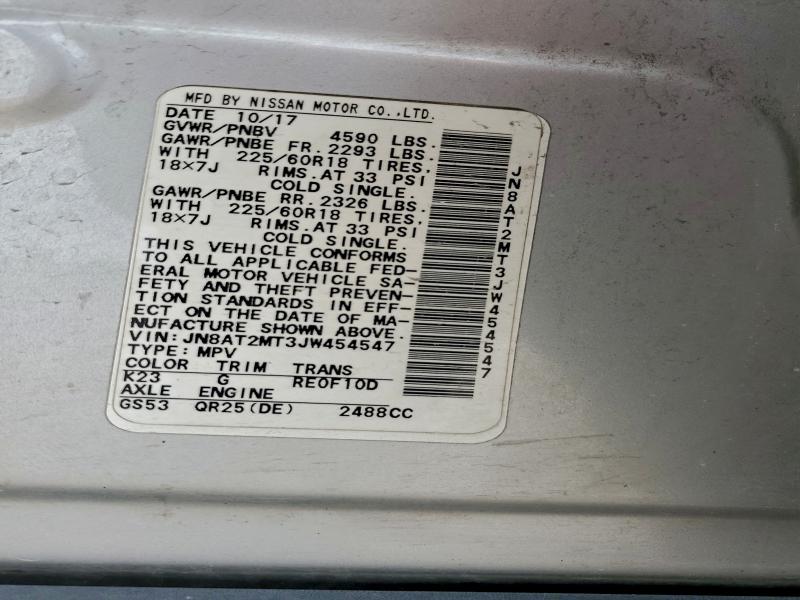 MFD BY NISSAN MOTOR CO.,LTD.
DATE 10/17
GVWR/PNBV 4590 LBS.
GAWR/PNBE FR. 2293 LBS.
WITH 225/60R18 TIRES,
18×7J RIMS.AT 33 PSI
COLD SINGLE.
GAWR/PNBE RR. 2326 LBS.
WITH 225/60R18 TIRES,
18×7J RIMS.AT 33 PSI
COLD SINGLE.
THIS VEHICLE CONFORMS
TO ALL APPLICABLE FED-
ERAL MOTOR VEHICLE SA-
FETY AND THEFT PREVEN-
TION STANDARDS IN EFF-
ECT ON THE DATE OF MA-
NUFACTURE SHOWN ABOVE.
VIN: JN8AT2MT3JW454547
TYPE: MPV
COLOR TRIM TRANS
K23 G RE0F10D
AXLE ENGINE
GS53 QR25(DE) 2488CC
JN8AT2MT3JW454547